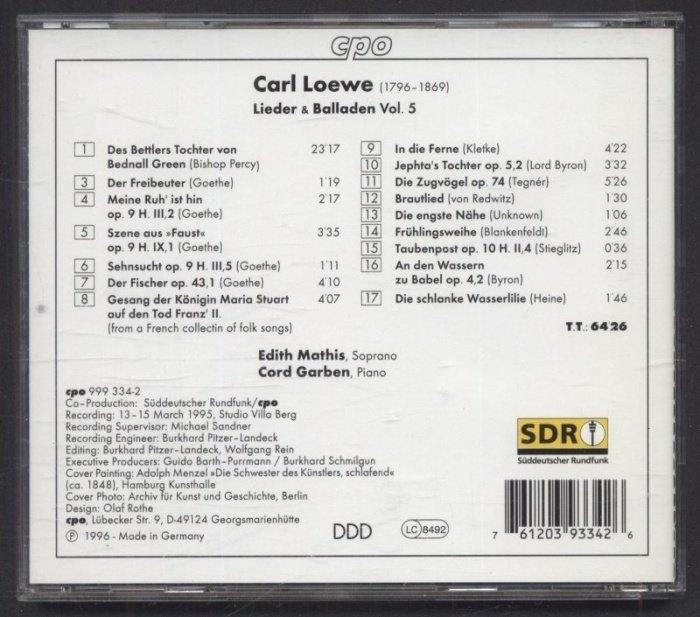 cpo
Carl Loewe (1796-1869)
Lieder & Balladen Vol. 5
1 Des Bettlers Tochter von 23'17
Bednall Green (Bishop Percy)
3 Der Freibeuter (Goethe) 1'19
4 Meine Ruh' ist hin 2'17
op. 9 H. III,2 (Goethe)
5 Szene aus »Faust« 3'35
op. 9 H. IX,1 (Goethe)
6 Sehnsucht op. 9 H. III,5 (Goethe) 1'11
7 Der Fischer op. 43,1 (Goethe) 4'10
8 Gesang der Königin Maria Stuart 4'07
auf den Tod Franz' II.
(from a French collectin of folk songs)
9 In die Ferne (Kletke) 4'22
10 Jephta's Tochter op. 5,2 (Lord Byron) 3'32
11 Die Zugvögel op. 74 (Tegnér) 5'26
12 Brautlied (von Redwitz) 1'30
13 Die engste Nähe (Unknown) 1'06
14 Frühlingsweihe (Blankenfeldt) 2'46
15 Taubenpost op. 10 H. II,4 (Stieglitz) 0'36
16 An den Wassern 2'15
zu Babel op. 4,2 (Byron)
17 Die schlanke Wasserlilie (Heine) 1'46
T.T.: 64'26
Edith Mathis, Soprano
Cord Garben, Piano
cpo 999 334-2
Co-Production: Süddeutscher Rundfunk/cpo
Recording: 13-15 March 1995, Studio Villa Berg
Recording Supervisor: Michael Sandner
Recording Engineer: Burkhard Pitzer-Landeck
Editing: Burkhard Pitzer-Landeck, Wolfgang Rein
Executive Producers: Guido Barth-Purrmann / Burkhard Schmilgun
Cover Painting: Adolph Menzel »Die Schwester des Künstlers, schlafend«
(ca. 1848), Hamburg Kunsthalle
Cover Photo: Archiv für Kunst und Geschichte, Berlin
Design: Olaf Rothe
cpo, Lübecker Str. 9, D-49124 Georgsmarienhütte
℗ 1996 - Made in Germany
DDD
LC 8492
SDR
Süddeutscher Rundfunk
7 61203 93342 6